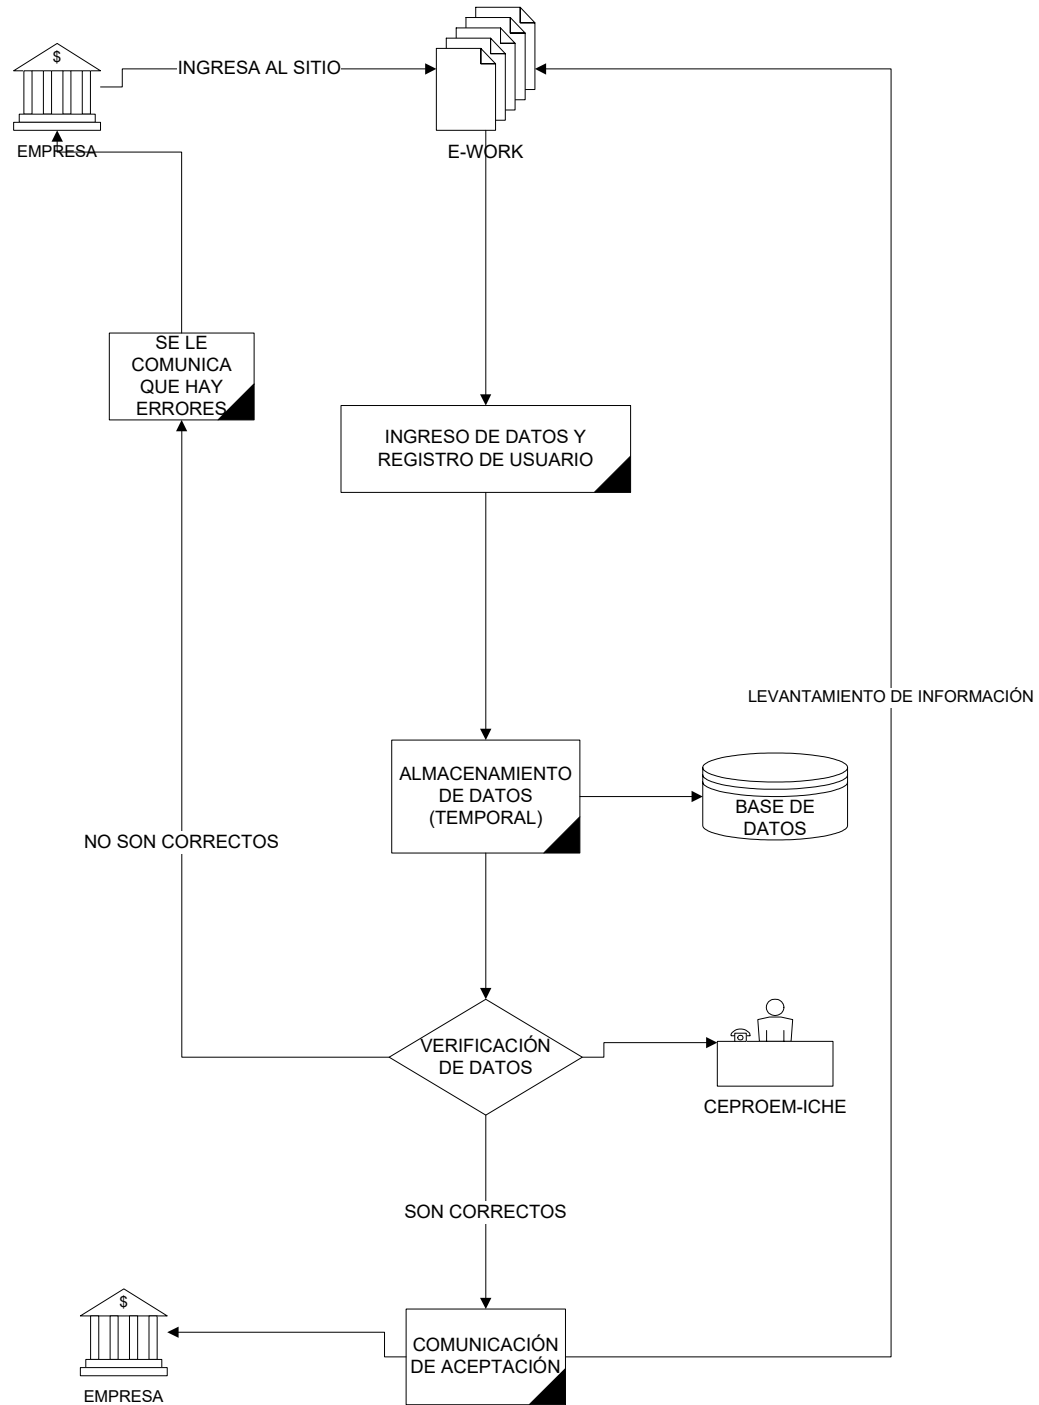 $
INGRESA AL SITIO
EMPRESA
E-WORK
SE LE
COMUNICA
QUE HAY
ERRORES
INGRESO DE DATOS Y
REGISTRO DE USUARIO
LEVANTAMIENTO DE INFORMACIÓN
ALMACENAMIENTO
DE DATOS
(TEMPORAL)
BASE DE
DATOS
NO SON CORRECTOS
VERIFICACIÓN
DE DATOS
CEPROEM-ICHE
SON CORRECTOS
$
EMPRESA
COMUNICACIÓN
DE ACEPTACIÓN